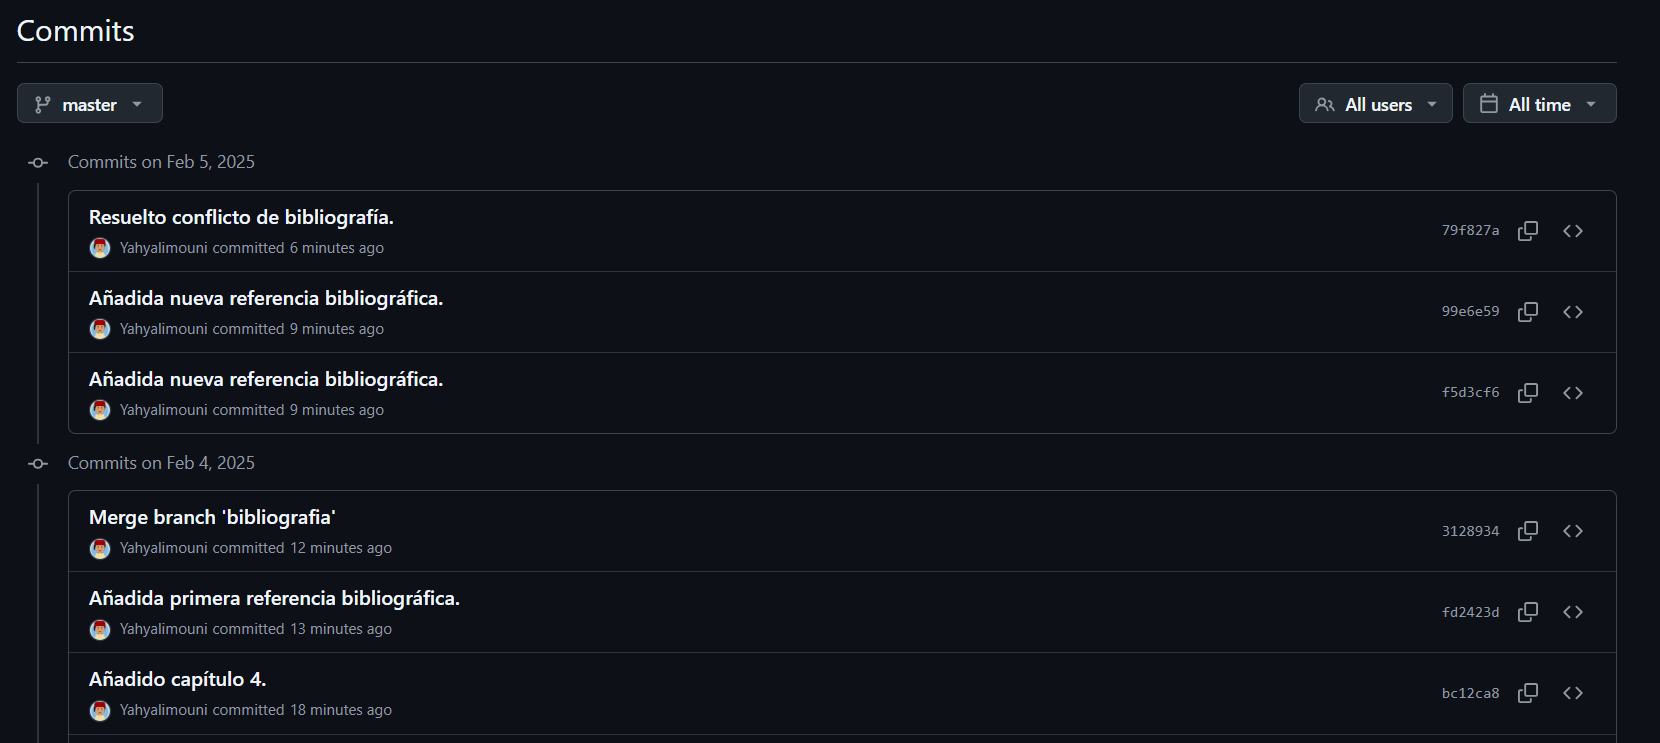 Commits
master
All users
All time
Commits on Feb 5, 2025
Resuelto conflicto de bibliografía.
Yahyalimouni committed 6 minutes ago
79f827a
Añadida nueva referencia bibliográfica.
Yahyalimouni committed 9 minutes ago
99e6e59
Añadida nueva referencia bibliográfica.
Yahyalimouni committed 9 minutes ago
f5d3cf6
Commits on Feb 4, 2025
Merge branch 'bibliografia'
Yahyalimouni committed 12 minutes ago
3128934
Añadida primera referencia bibliográfica.
Yahyalimouni committed 13 minutes ago
fd2423d
Añadido capítulo 4.
Yahyalimouni committed 18 minutes ago
bc12ca8